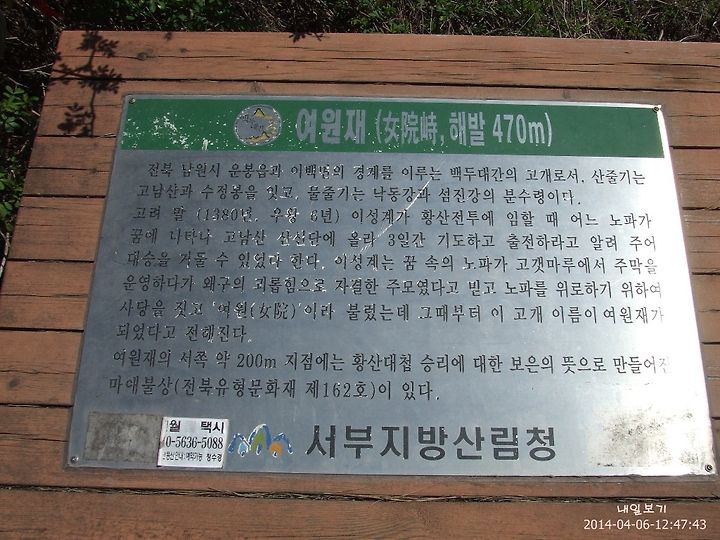 여원재 (女院峙, 해발 470m)
전북 남원시 운봉읍과 이백면의 경계를 이루는 백두대간의 고개로서, 산줄기는
고남산과 수정봉을 잇고, 물줄기는 낙동강과 섬진강의 분수령이다.
고려 말 (1380년, 우왕 6년) 이성계가 황산전투에 임할 때 어느 노파가
꿈에 나타나 고남산 산신단에 올라 3일간 기도하고 출전하라고 알려 주어
대승을 거둘 수 있었다 한다. 이성계는 꿈 속의 노파가 고갯마루에서 주막을
운영하다가 왜구의 괴롭힘으로 자결한 주모였다고 믿고 노파를 위로하기 위하여
사당을 짓고 '여원(女院)'이라 불렀는데 그때부터 이 고개 이름이 여원재가
되었다고 전해진다.
여원재의 서쪽 약 200m 지점에는 황산대첩 승리에 대한 보은의 뜻으로 만들어진
마애불상(전북유형문화재 제162호)이 있다.
월 택시
0-5636-5088
서부지방산림청
내일보기
2014-04-06-12:47:43